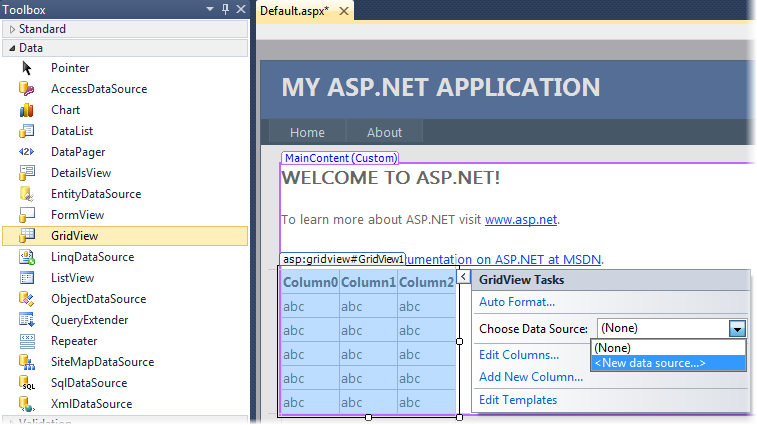 Toolbox
Standard
Data
Pointer
AccessDataSource
Chart
DataList
DataPager
DetailsView
EntityDataSource
FormView
GridView
LinqDataSource
ListView
ObjectDataSource
QueryExtender
Repeater
SiteMapDataSource
SqlDataSource
XmlDataSource
Validation
Default.aspx*
MY ASP.NET APPLICATION
Home About
MainContent (Custom)
WELCOME TO ASP.NET!
To learn more about ASP.NET visit www.asp.net.
asp:gridview#GridView1 umentation on ASP.NET at MSDN.
Column0 Column1 Column2
abc abc abc
abc abc abc
abc abc abc
abc abc abc
abc abc abc
GridView Tasks
Auto Format...
Choose Data Source: (None)
(None)
<New data source...>
Edit Columns...
Add New Column...
Edit Templates